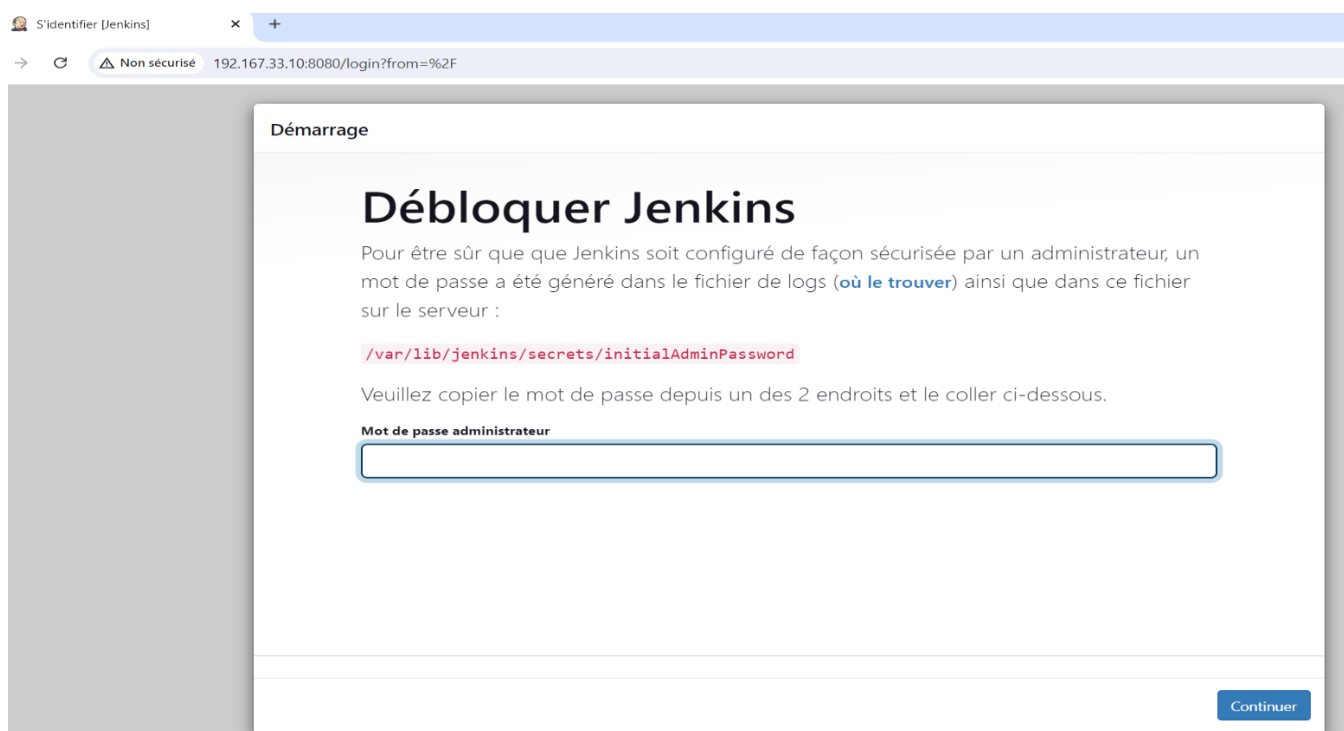 S'identifier [Jenkins]
Non sécurisé 192.167.33.10:8080/login?from=%2F
Démarrage
Débloquer Jenkins
Pour être sûr que que Jenkins soit configuré de façon sécurisée par un administrateur, un
mot de passe a été généré dans le fichier de logs (où le trouver) ainsi que dans ce fichier
sur le serveur :
/var/lib/jenkins/secrets/initialAdminPassword
Veuillez copier le mot de passe depuis un des 2 endroits et le coller ci-dessous.
Mot de passe administrateur
Continuer